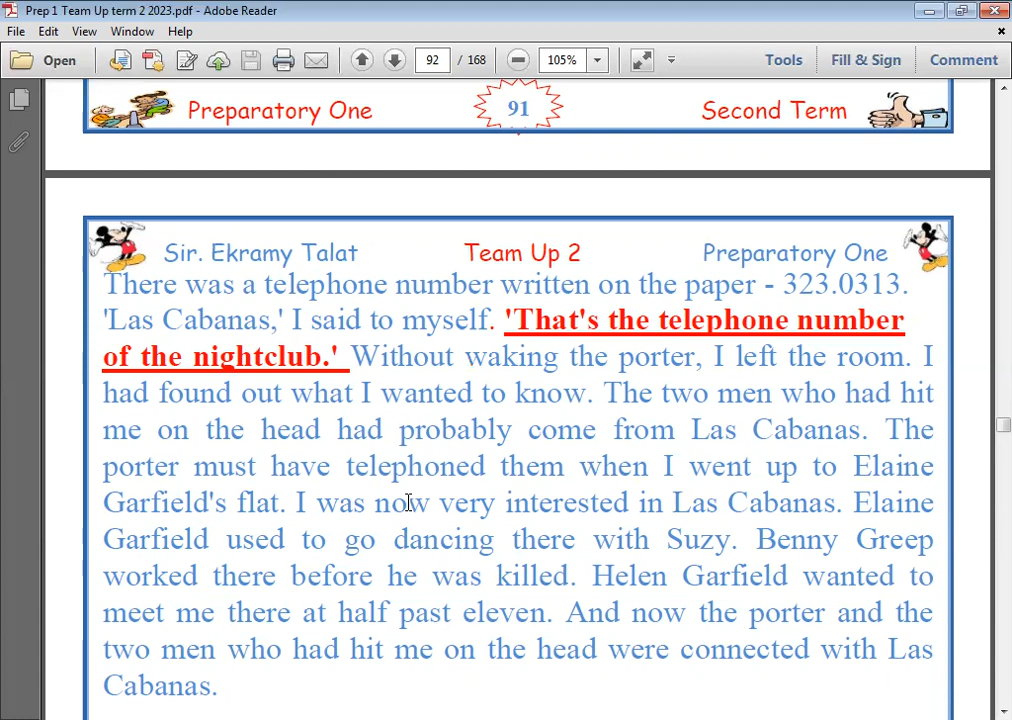 Prep 1 Team Up term 2 2023.pdf - Adobe Reader
File Edit View Window Help
Open 92 / 168 105% Tools Fill & Sign Comment
Preparatory One 91 Second Term
Sir. Ekramy Talat Team Up 2 Preparatory One
There was a telephone number written on the paper - 323.0313.
'Las Cabanas,' I said to myself. 'That's the telephone number
of the nightclub.' Without waking the porter, I left the room. I
had found out what I wanted to know. The two men who had hit
me on the head had probably come from Las Cabanas. The
porter must have telephoned them when I went up to Elaine
Garfield's flat. I was now very interested in Las Cabanas. Elaine
Garfield used to go dancing there with Suzy. Benny Greep
worked there before he was killed. Helen Garfield wanted to
meet me there at half past eleven. And now the porter and the
two men who had hit me on the head were connected with Las
Cabanas.